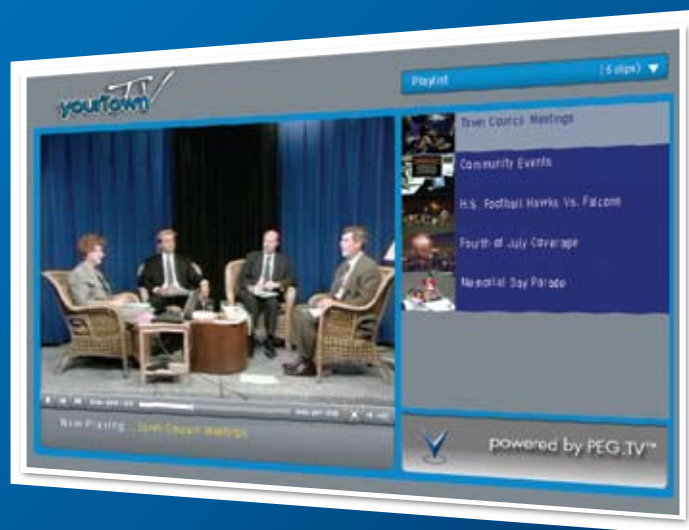 yourTown TV
Playlist (5 clips)
Town Council Meetings
Community Events
H.S. Football Hawks Vs. Falcons
Fourth of July Coverage
Memorial Day Parade
Now Playing... Town Council Meetings
powered by PEG.TV™